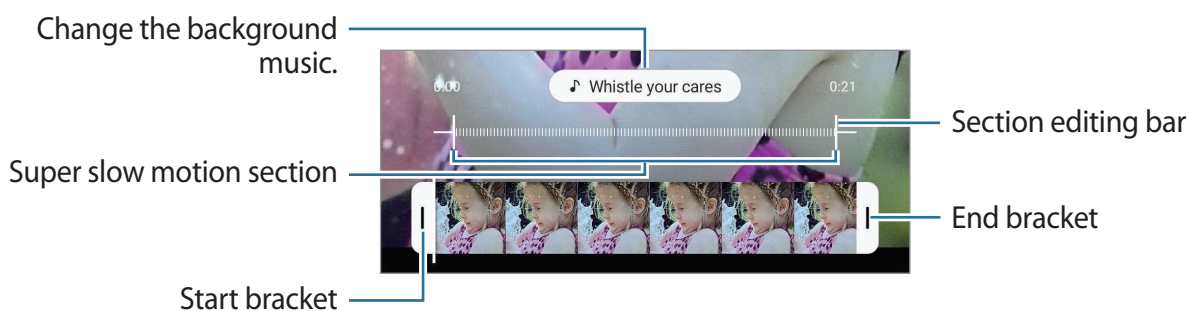 Change the background
music.
0:00
♪ Whistle your cares
0:21
Section editing bar
Super slow motion section
End bracket
Start bracket